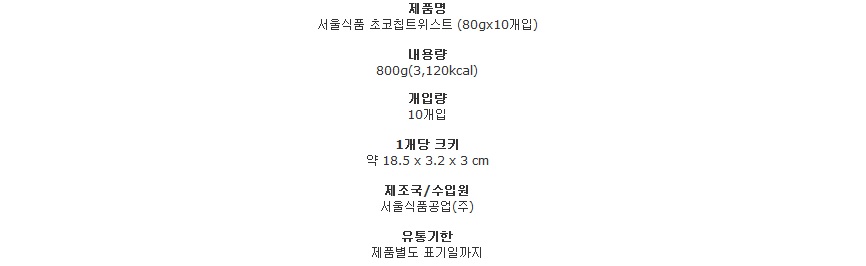 제품명
서울식품 초코칩트위스트 (80gx10개입)
내용량
800g(3,120kcal)
개입량
10개입
1개당 크키
약 18.5 x 3.2 x 3 cm
제조국/수입원
서울식품공업(주)
유통기한
제품별도 표기일까지